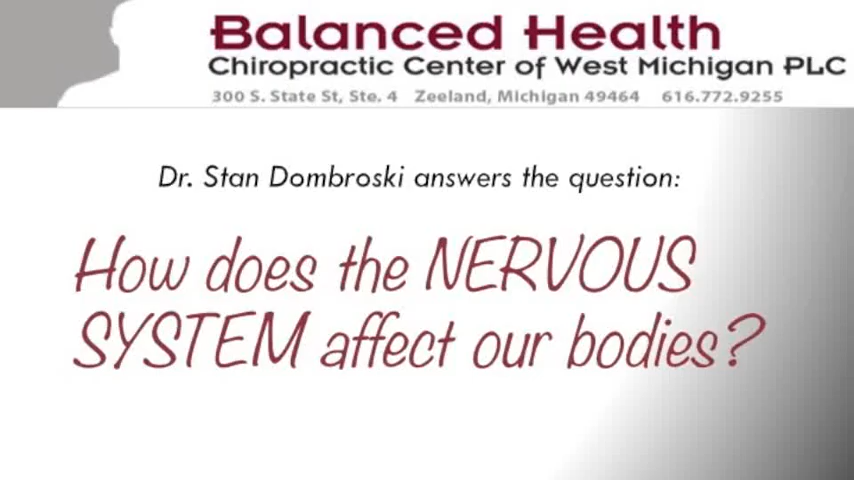 Balanced Health
Chiropractic Center of West Michigan PLC
300 S. State St, Ste. 4 Zeeland, Michigan 49464 616.772.9255
Dr. Stan Dombroski answers the question:
How does the NERVOUS
SYSTEM affect our bodies?